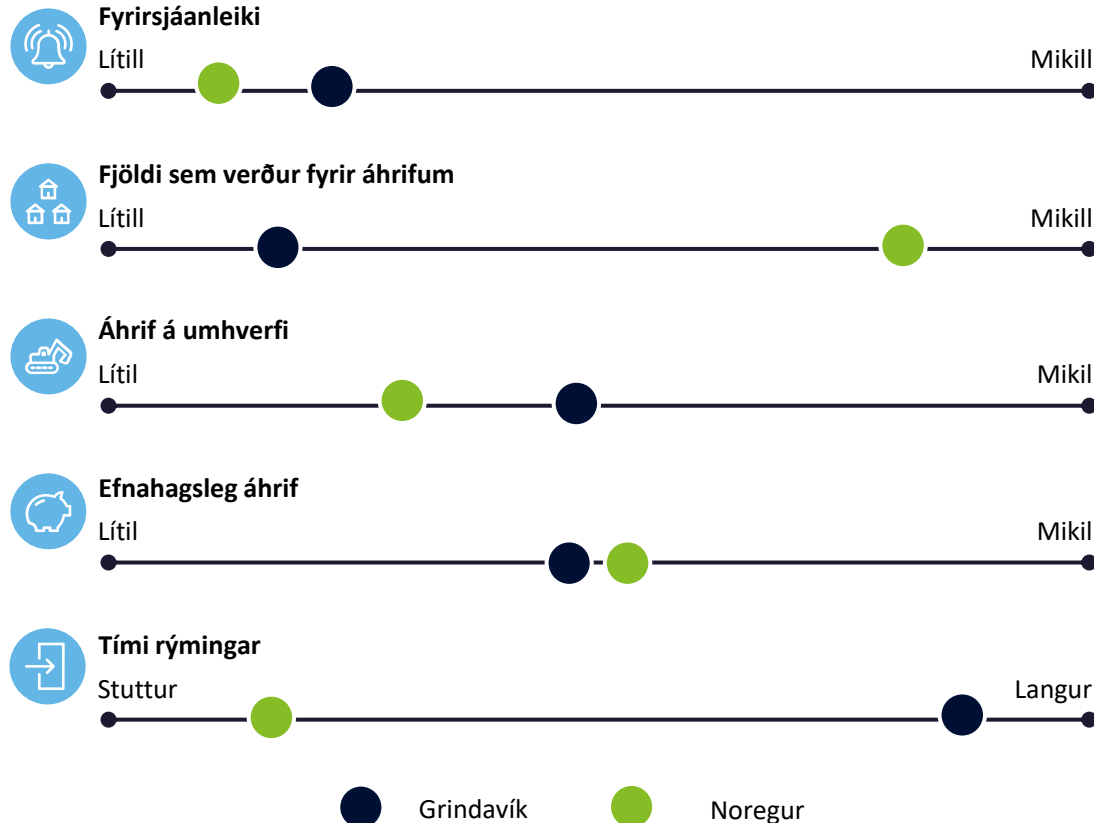 Fyrirsjáanleiki
Lítill Mikill
Fjöldi sem verður fyrir áhrifum
Lítill Mikill
Áhrif á umhverfi
Lítil Mikil
Efnahagsleg áhrif
Lítil Mikil
Tími rýmingar
Stuttur Langur
Grindavík Noregur